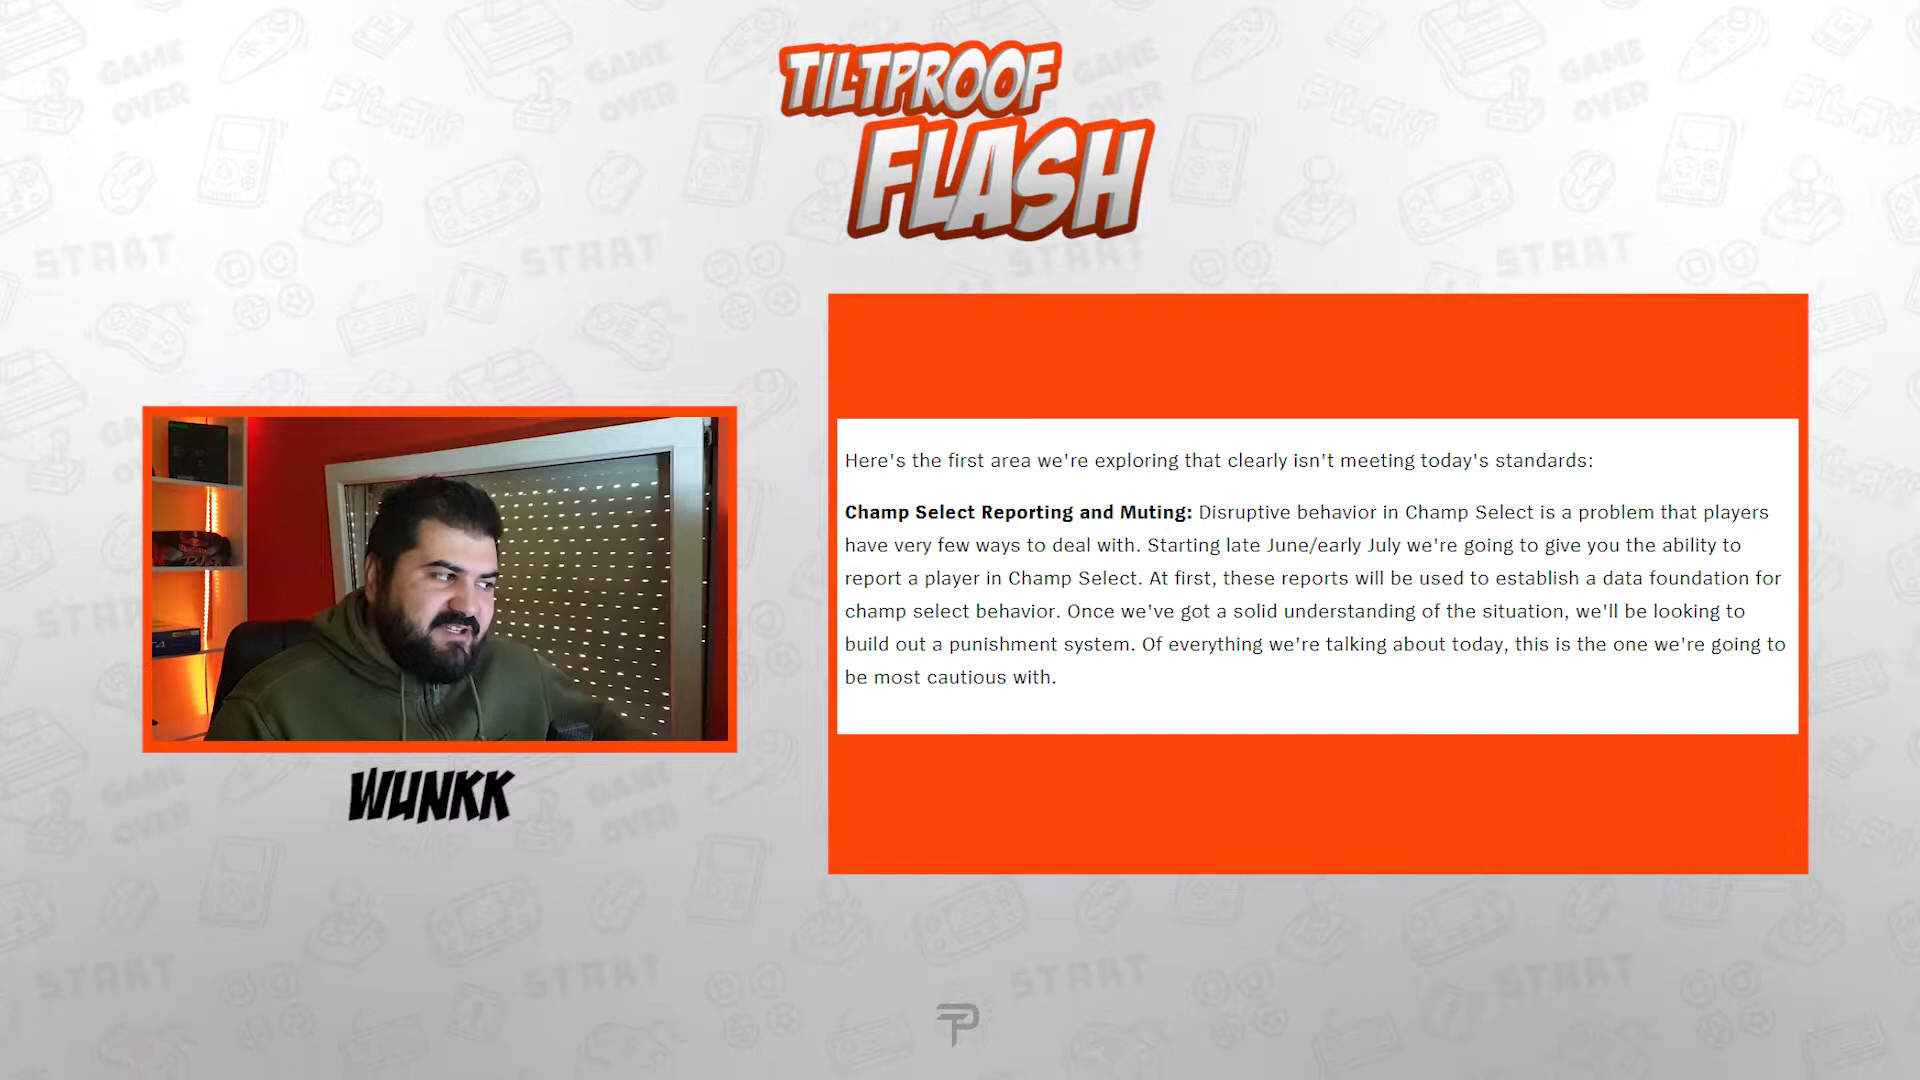 TILTPROOF
FLASH
Here's the first area we're exploring that clearly isn't meeting today's standards:
Champ Select Reporting and Muting: Disruptive behavior in Champ Select is a problem that players
have very few ways to deal with. Starting late June/early July we're going to give you the ability to
report a player in Champ Select. At first, these reports will be used to establish a data foundation for
champ select behavior. Once we've got a solid understanding of the situation, we'll be looking to
build out a punishment system. Of everything we're talking about today, this is the one we're going to
be most cautious with.
WUNKK
GAME
OVER
PLAY
START